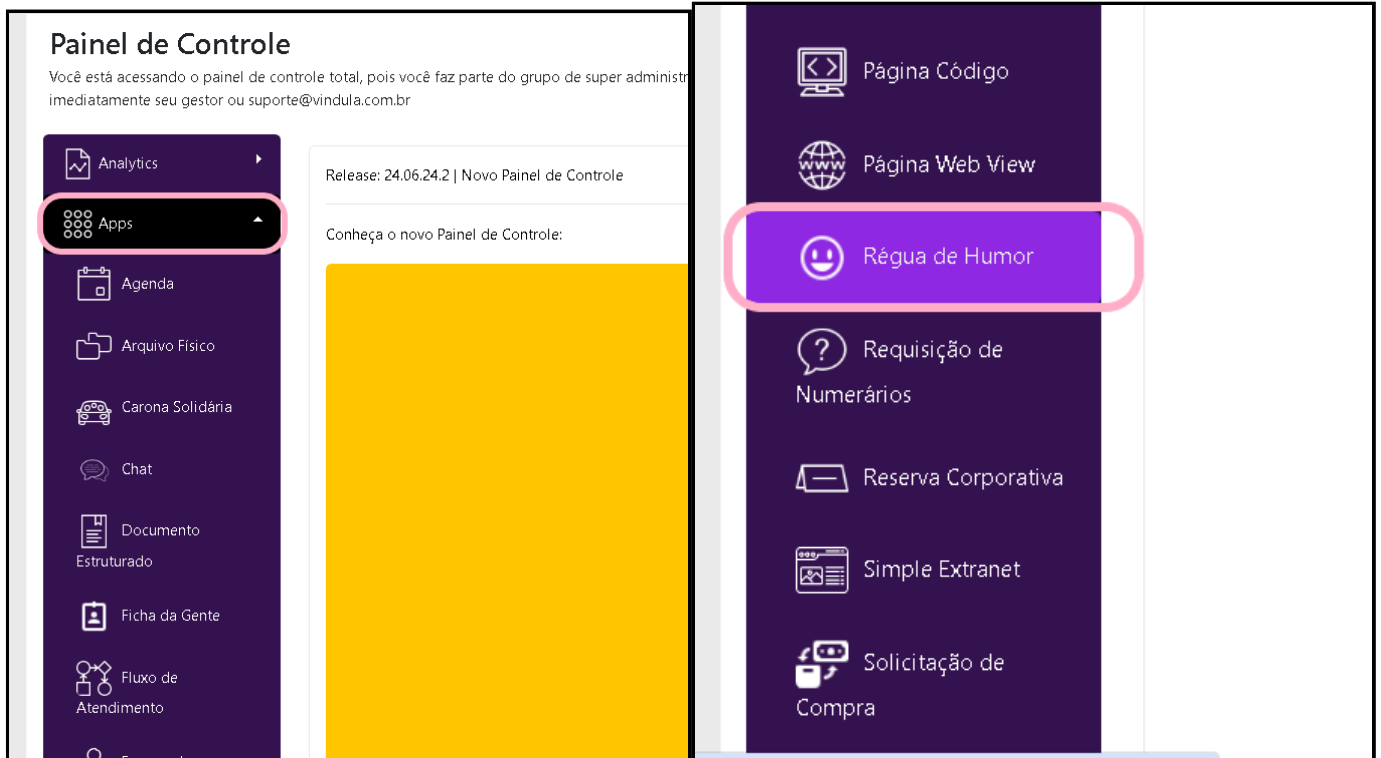 Painel de Controle
Você está acessando o painel de controle total, pois você faz parte do grupo de super administr
imediatamente seu gestor ou suporte@vindula.com.br
Analytics
Apps
Agenda
Arquivo Físico
Carona Solidária
Chat
Documento
Estruturado
Ficha da Gente
Fluxo de
Atendimento
Release: 24.06.24.2 | Novo Painel de Controle
Conheça o novo Painel de Controle:
Página Código
www
Página Web View
Régua de Humor
?
Requisição de
Numerários
Reserva Corporativa
Simple Extranet
Solicitação de
Compra